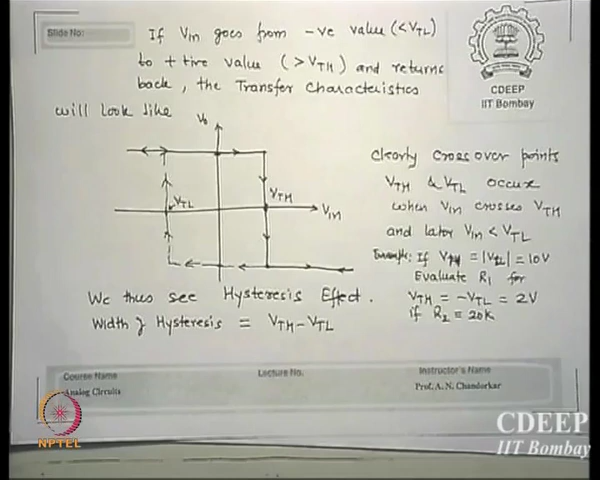 Slide No:
If Vin goes from -ve value (<VTL)
to +tive value (>VTH) and returns
back, the Transfer Characteristics
will look like
CDEEP
IIT Bombay
Vo
VTL
VTH
Vin
Clearly cross over points
VTH & VTL occur
when Vin crosses VTH
and later Vin < VTL
Example: If = = 10V
Evaluate R1 for
VTH = -VTL = 2V
if R2 = 20K
We thus see Hysteresis Effect.
Width of Hysteresis = VTH - VTL
Course Name
Analog Circuits
Lecture No.
Instructor's Name
Prof. A. N. Chandorkar
NPTEL
CDEEP
IIT Bombay